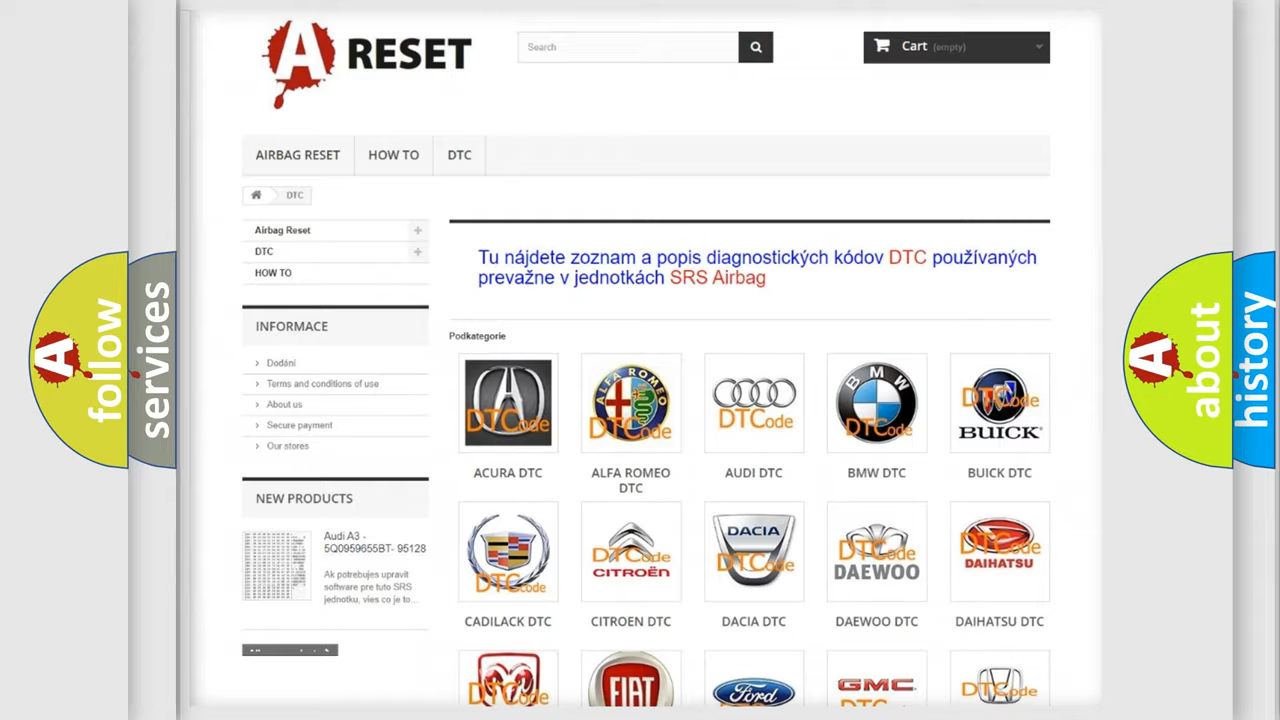 A RESET
Search
Cart (empty)
AIRBAG RESET
HOW TO
DTC
DTC
Airbag Reset
DTC
HOW TO
INFORMACE
Dodání
Terms and conditions of use
About us
Secure payment
Our stores
NEW PRODUCTS
Audi A3 -
5Q0959655BT- 95128
Ak potrebujes upravit
software pre tuto SRS
jednotku, vies co je to...
Tu nájdete zoznam a popis diagnostických kódov DTC používaných
prevažne v jednotkách SRS Airbag
Podkategorie
DTCode
ALFA ROMEO
DTCode
DTCode
BMW
DTCode
DTCode
BUICK
ACURA DTC
ALFA ROMEO
DTC
AUDI DTC
BMW DTC
BUICK DTC
DTCode
DTCode
CITROËN
DACIA
DTCode
DTCode
DAEWOO
DTCode
DAIHATSU
CADILACK DTC
CITROEN DTC
DACIA DTC
DAEWOO DTC
DAIHATSU DTC
DTCode
FIAT
Ford
GMC
DTCode
A
follow
services
A
about
history